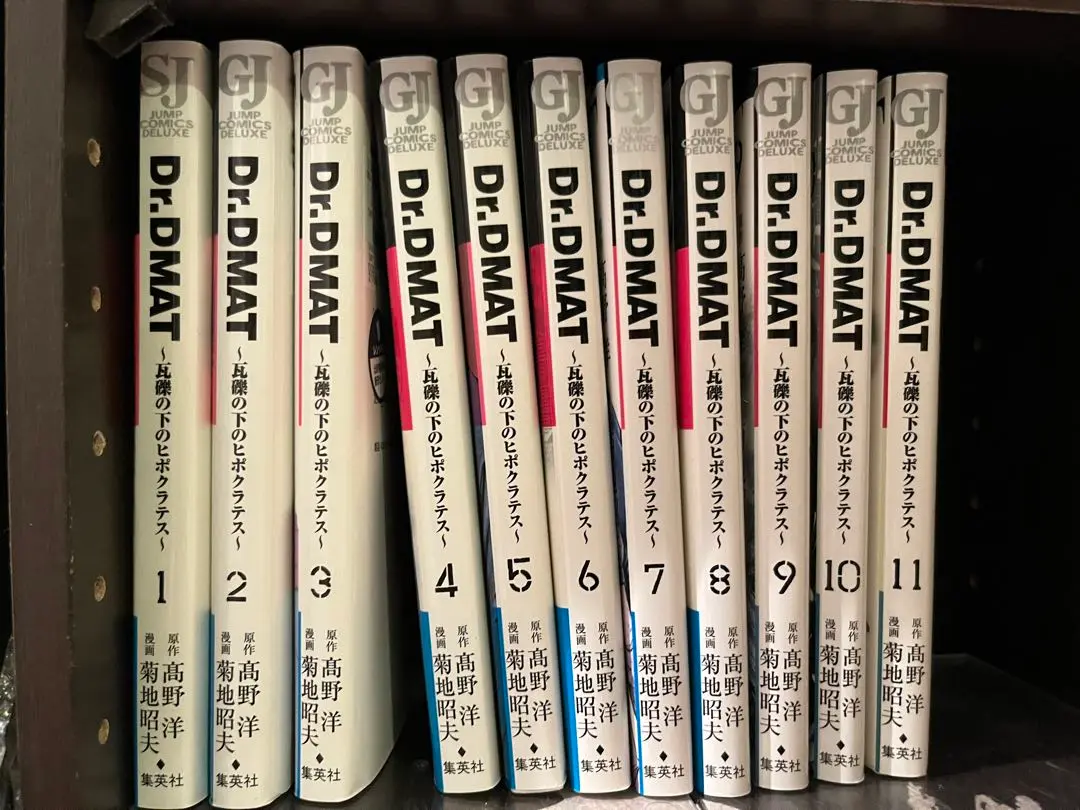 SJ
JUMP
COMICS
DELUXE
Dr.DMAT
～瓦礫の下のヒポクラテス～
1
原作 髙野 洋
漫画 菊地昭夫
集英社
GJ
JUMP
COMICS
DELUXE
Dr.DMAT
～瓦礫の下のヒポクラテス～
2
原作 髙野 洋
漫画 菊地昭夫
集英社
GJ
JUMP
COMICS
DELUXE
Dr.DMAT
～瓦礫の下のヒポクラテス～
3
原作 髙野 洋
漫画 菊地昭夫
集英社
GJ
JUMP
COMICS
DELUXE
Dr.DMAT
～瓦礫の下のヒポクラテス～
4
原作 髙野 洋
漫画 菊地昭夫
集英社
GJ
JUMP
COMICS
DELUXE
Dr.DMAT
～瓦礫の下のヒポクラテス～
5
原作 髙野 洋
漫画 菊地昭夫
集英社
GJ
JUMP
COMICS
DELUXE
Dr.DMAT
～瓦礫の下のヒポクラテス～
6
原作 髙野 洋
漫画 菊地昭夫
集英社
GJ
JUMP
COMICS
DELUXE
Dr.DMAT
～瓦礫の下のヒポクラテス～
7
原作 髙野 洋
漫画 菊地昭夫
集英社
GJ
JUMP
COMICS
DELUXE
Dr.DMAT
～瓦礫の下のヒポクラテス～
8
原作 髙野 洋
漫画 菊地昭夫
集英社
GJ
JUMP
COMICS
DELUXE
Dr.DMAT
～瓦礫の下のヒポクラテス～
9
原作 髙野 洋
漫画 菊地昭夫
集英社
GJ
JUMP
COMICS
DELUXE
Dr.DMAT
～瓦礫の下のヒポクラテス～
10
原作 髙野 洋
漫画 菊地昭夫
集英社
GJ
JUMP
COMICS
DELUXE
Dr.DMAT
～瓦礫の下のヒポクラテス～
11
原作 髙野 洋
漫画 菊地昭夫
集英社